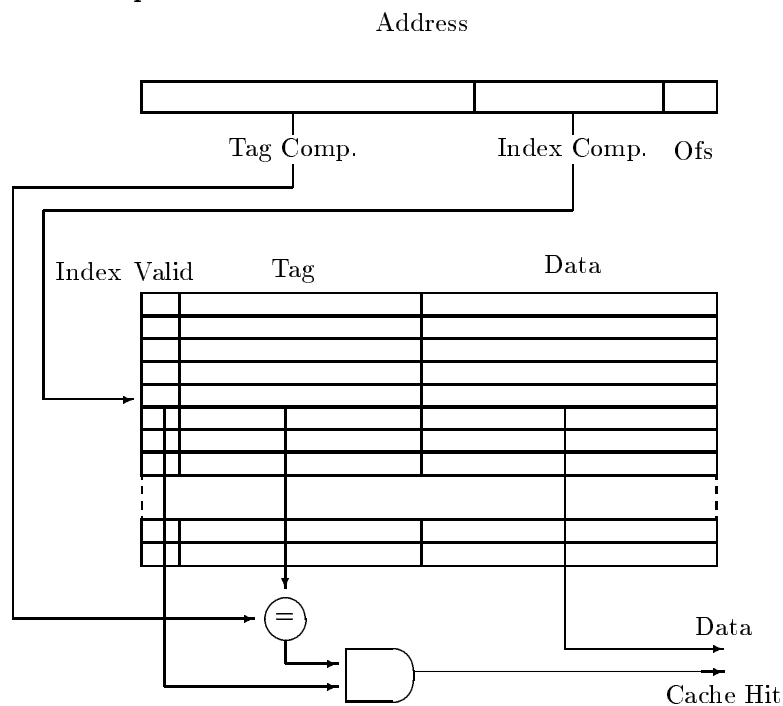 Address
Tag Comp. Index Comp. Ofs
Index Valid Tag Data
=
Data
Cache Hit